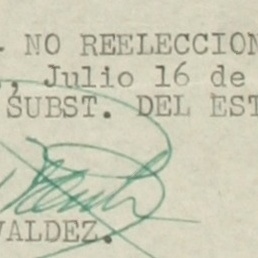 - NO REELECCION
, Julio 16 de
SUBST. DEL EST
VALDEZ.